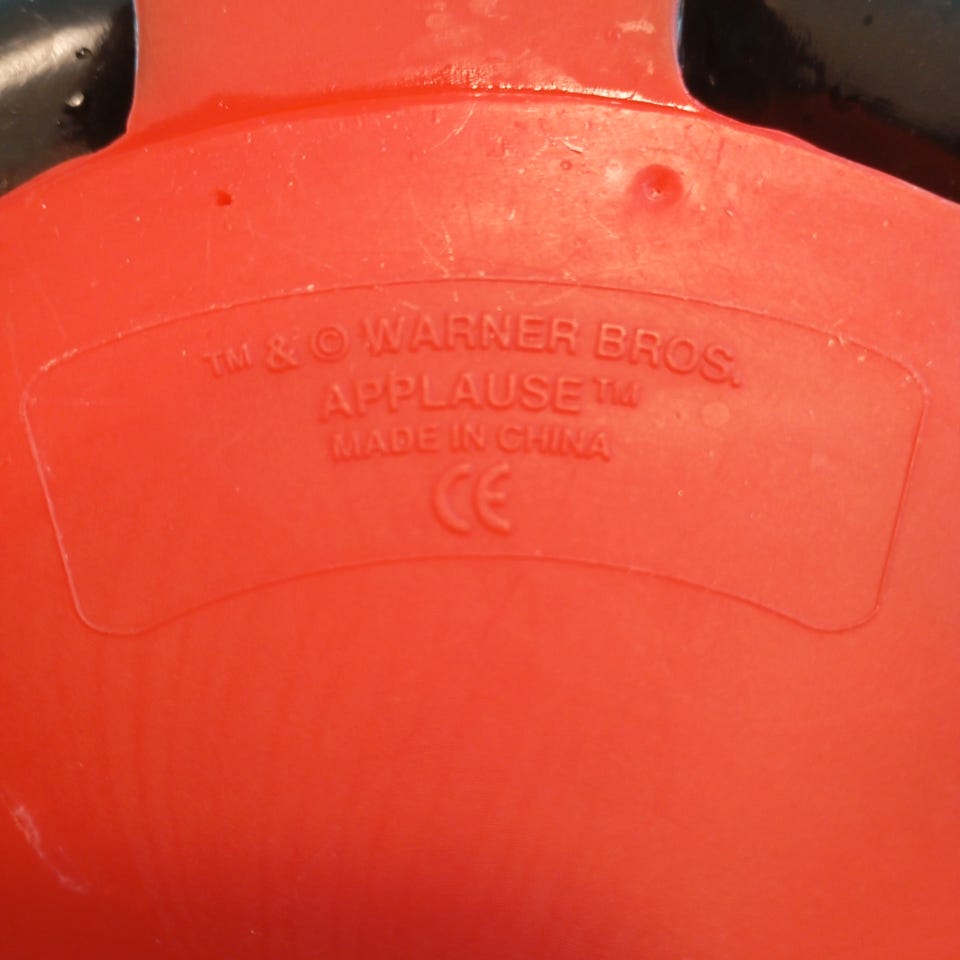 ™ & © WARNER BROS.
APPLAUSE™
MADE IN CHINA
CE